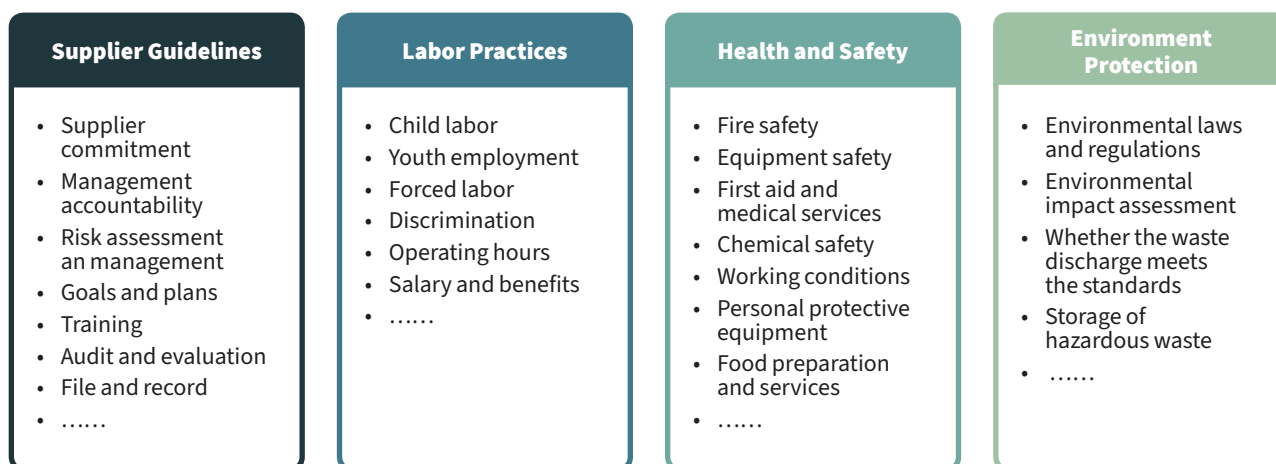 Supplier Guidelines
• Supplier
commitment
• Management
accountability
• Risk assessment
an management
• Goals and plans
• Training
• Audit and evaluation
• File and record
• ……
Labor Practices
• Child labor
• Youth employment
• Forced labor
• Discrimination
• Operating hours
• Salary and benefits
• ……
Health and Safety
• Fire safety
• Equipment safety
• First aid and
medical services
• Chemical safety
• Working conditions
• Personal protective
equipment
• Food preparation
and services
• ……
Environment
Protection
• Environmental laws
and regulations
• Environmental
impact assessment
• Whether the waste
discharge meets
the standards
• Storage of
hazardous waste
• ……